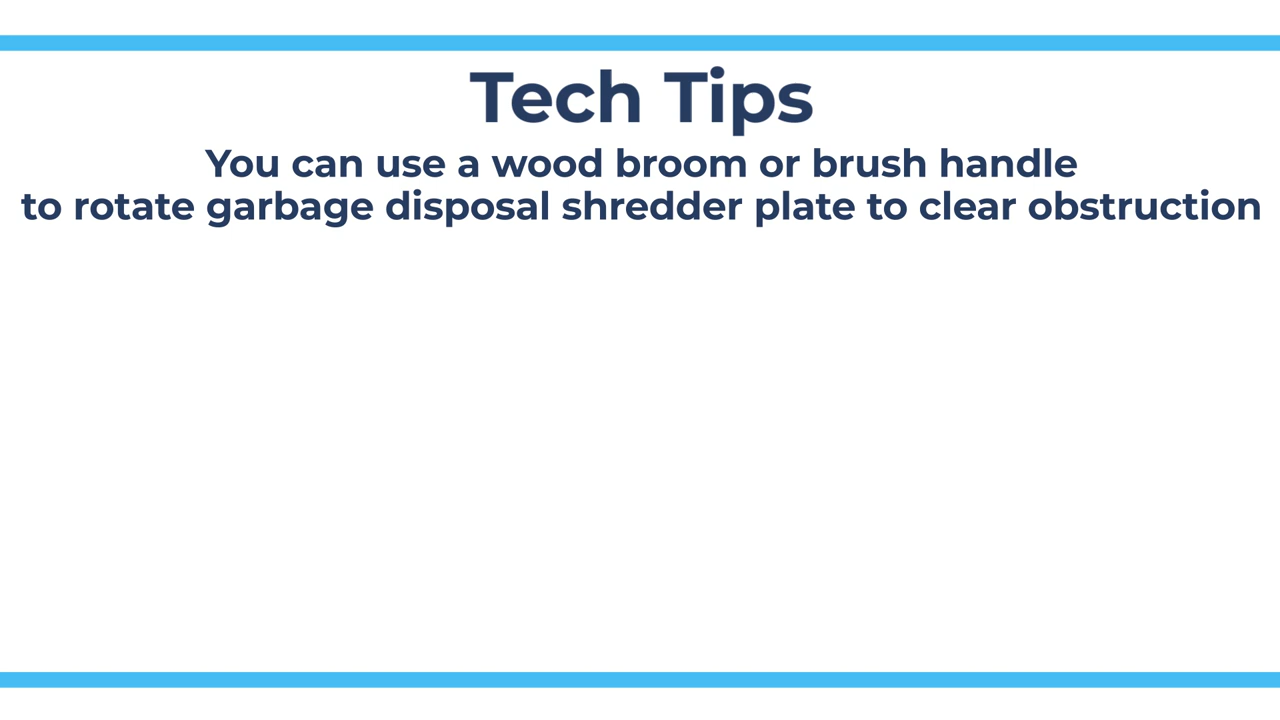 Tech Tips
You can use a wood broom or brush handle
to rotate garbage disposal shredder plate to clear obstruction